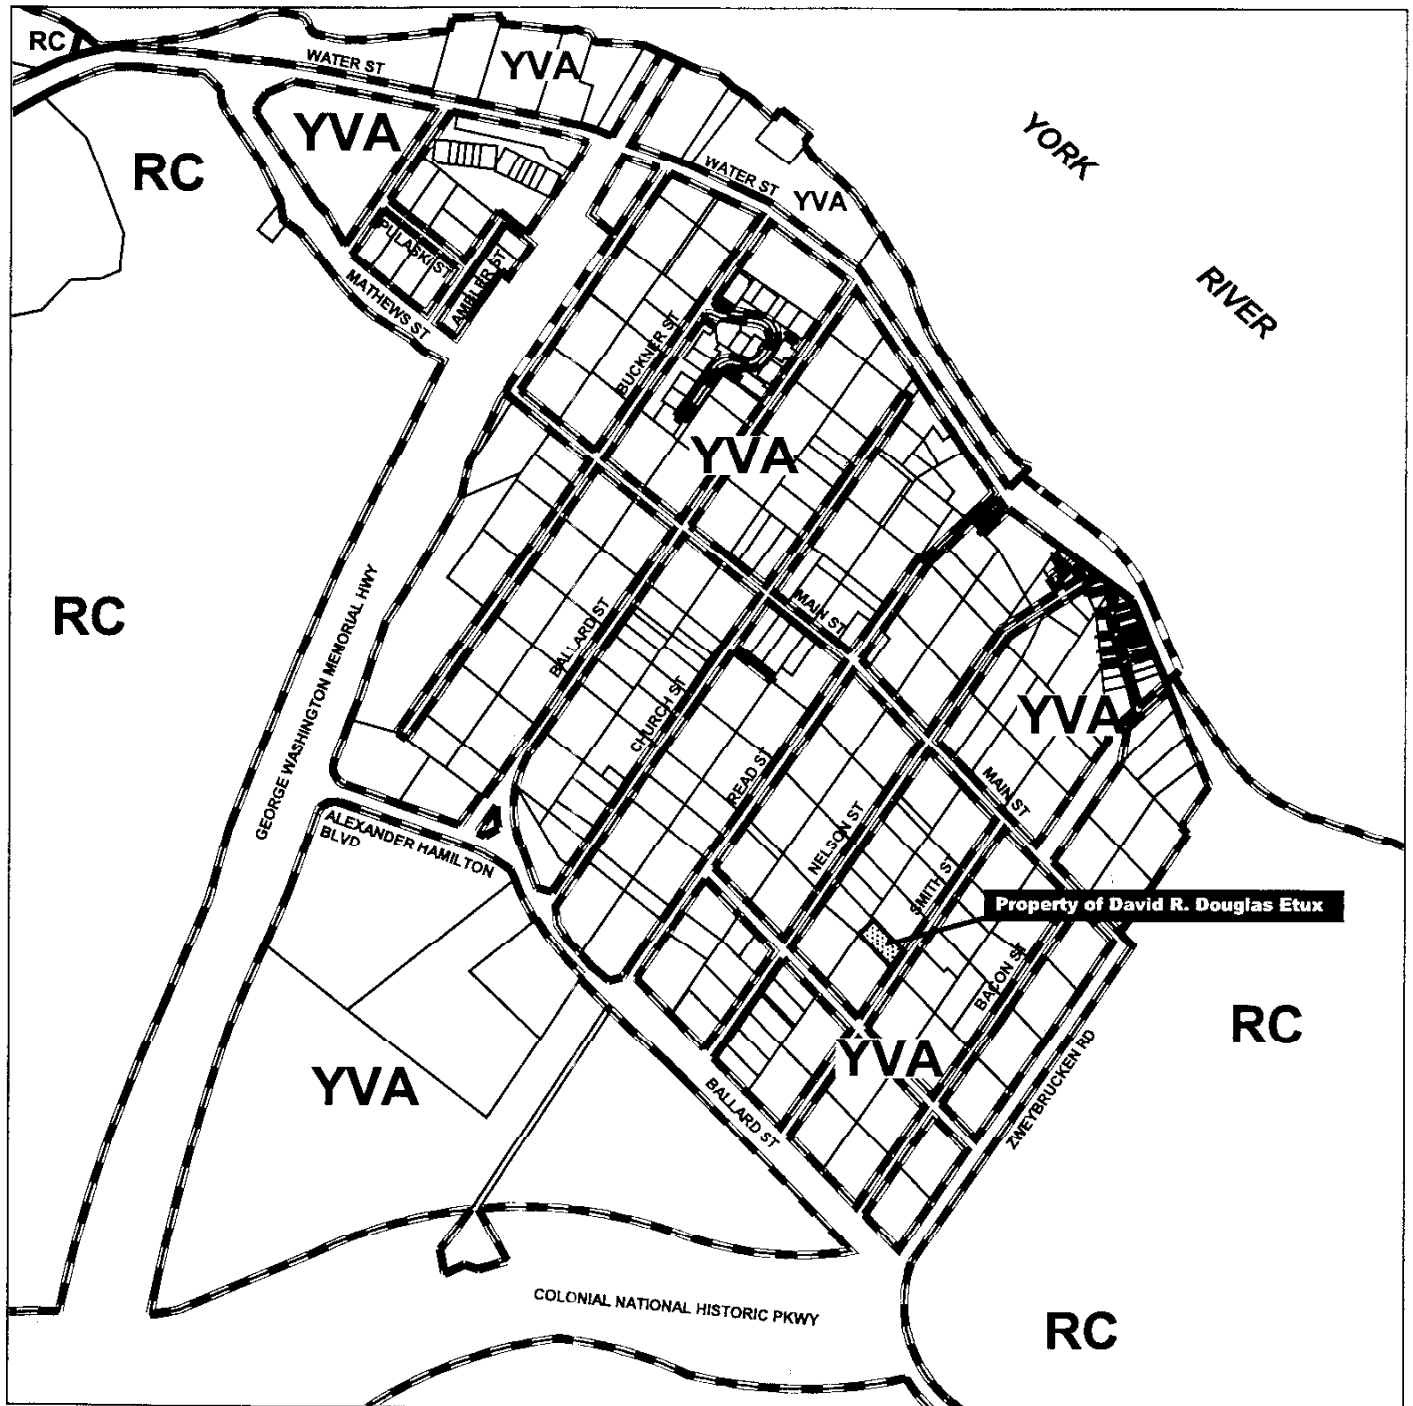 RC
WATER ST
YVA
YVA
RC
YORK
WATER ST
YVA
RIVER
PULASKI ST
AMBLER ST
MATHEWS ST
BUCKNER ST
YVA
RC
GEORGE WASHINGTON MEMORIAL HWY
MAIN ST
BALLARD ST
CHURCH ST
YVA
READ ST
MAIN ST
NELSON ST
ALEXANDER HAMILTON
BLVD
SMITH ST
Property of David R. Douglas Etux
BACON ST
RC
ZWEYBRUCKEN RD
YVA
YVA
BALLARD ST
COLONIAL NATIONAL HISTORIC PKWY
RC